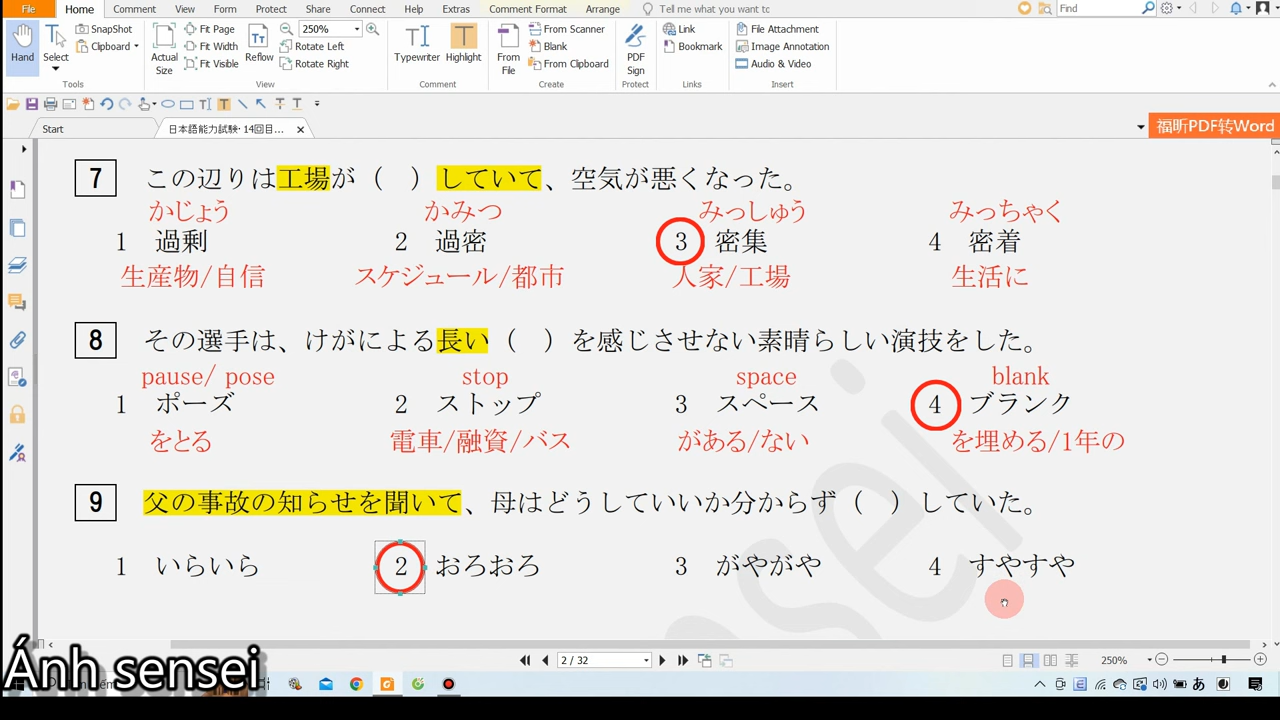 File Home Comment View Form Protect Share Connect Help Extras Comment Format Arrange Tell me what you want to Find
Hand Select SnapShot Clipboard Actual Size Fit Page Fit Width Fit Visible Reflow 250% Rotate Left Rotate Right Typewriter Highlight From File From Scanner Blank From Clipboard PDF Sign Link Bookmark File Attachment Image Annotation Audio & Video
Tools View Comment Create Protect Links Insert
Start 日本語能力試験・14回目... 福昕PDF转Word
7 この辺りは工場が（ ）していて、空気が悪くなった。
かじょう かみつ みっしゅう みっちゃく
1 過剰 2 過密 3 密集 4 密着
生産物/自信 スケジュール/都市 人家/工場 生活に
8 その選手は、けがによる長い（ ）を感じさせない素晴らしい演技をした。
pause/ pose stop space blank
1 ポーズ 2 ストップ 3 スペース 4 ブランク
をとる 電車/融資/バス がある/ない を埋める/1年の
9 父の事故の知らせを聞いて、母はどうしていいか分からず（ ）していた。
1 いらいら 2 おろおろ 3 がやがや 4 すやすや
Ánh sensei
2 / 32 250%